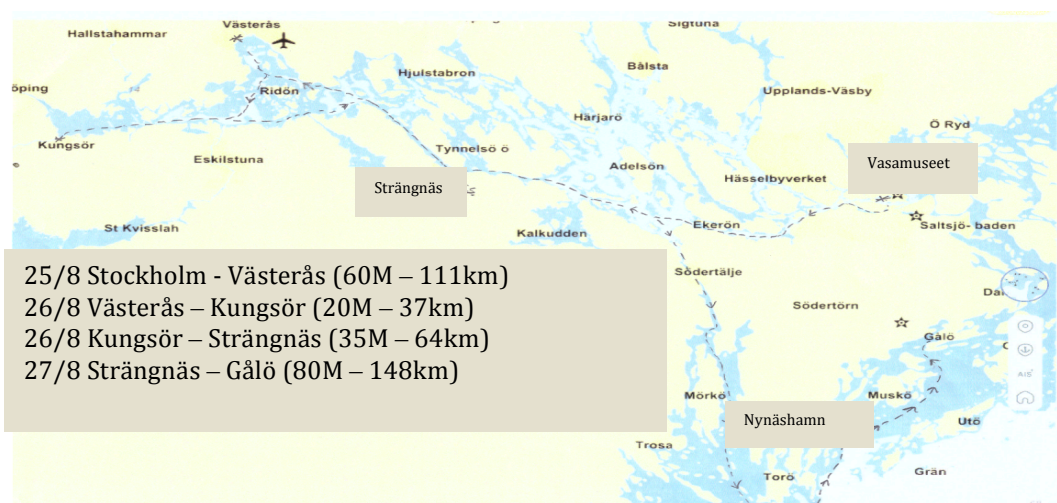 Västerås
Sigtuna
Hallstahammar
Hjulstabron
Bålsta
öping
Ridön
Upplands-Väsby
Härjarö
Ö Ryd
Kungsör
Tynnelsö ö
Eskilstuna
Adelsön
Vasamuseet
Hässelbyverket
Strängnäs
St Kvisslah
Kalkudden
Ekerön
Saltsjö- baden
25/8 Stockholm - Västerås (60M – 111km)
26/8 Västerås – Kungsör (20M – 37km)
26/8 Kungsör – Strängnäs (35M – 64km)
27/8 Strängnäs – Gålö (80M – 148km)
Södertälje
Södertörn
Gålö
AIS
Mörkö
Muskö
Nynäshamn
Utö
Trosa
Grän
Torö